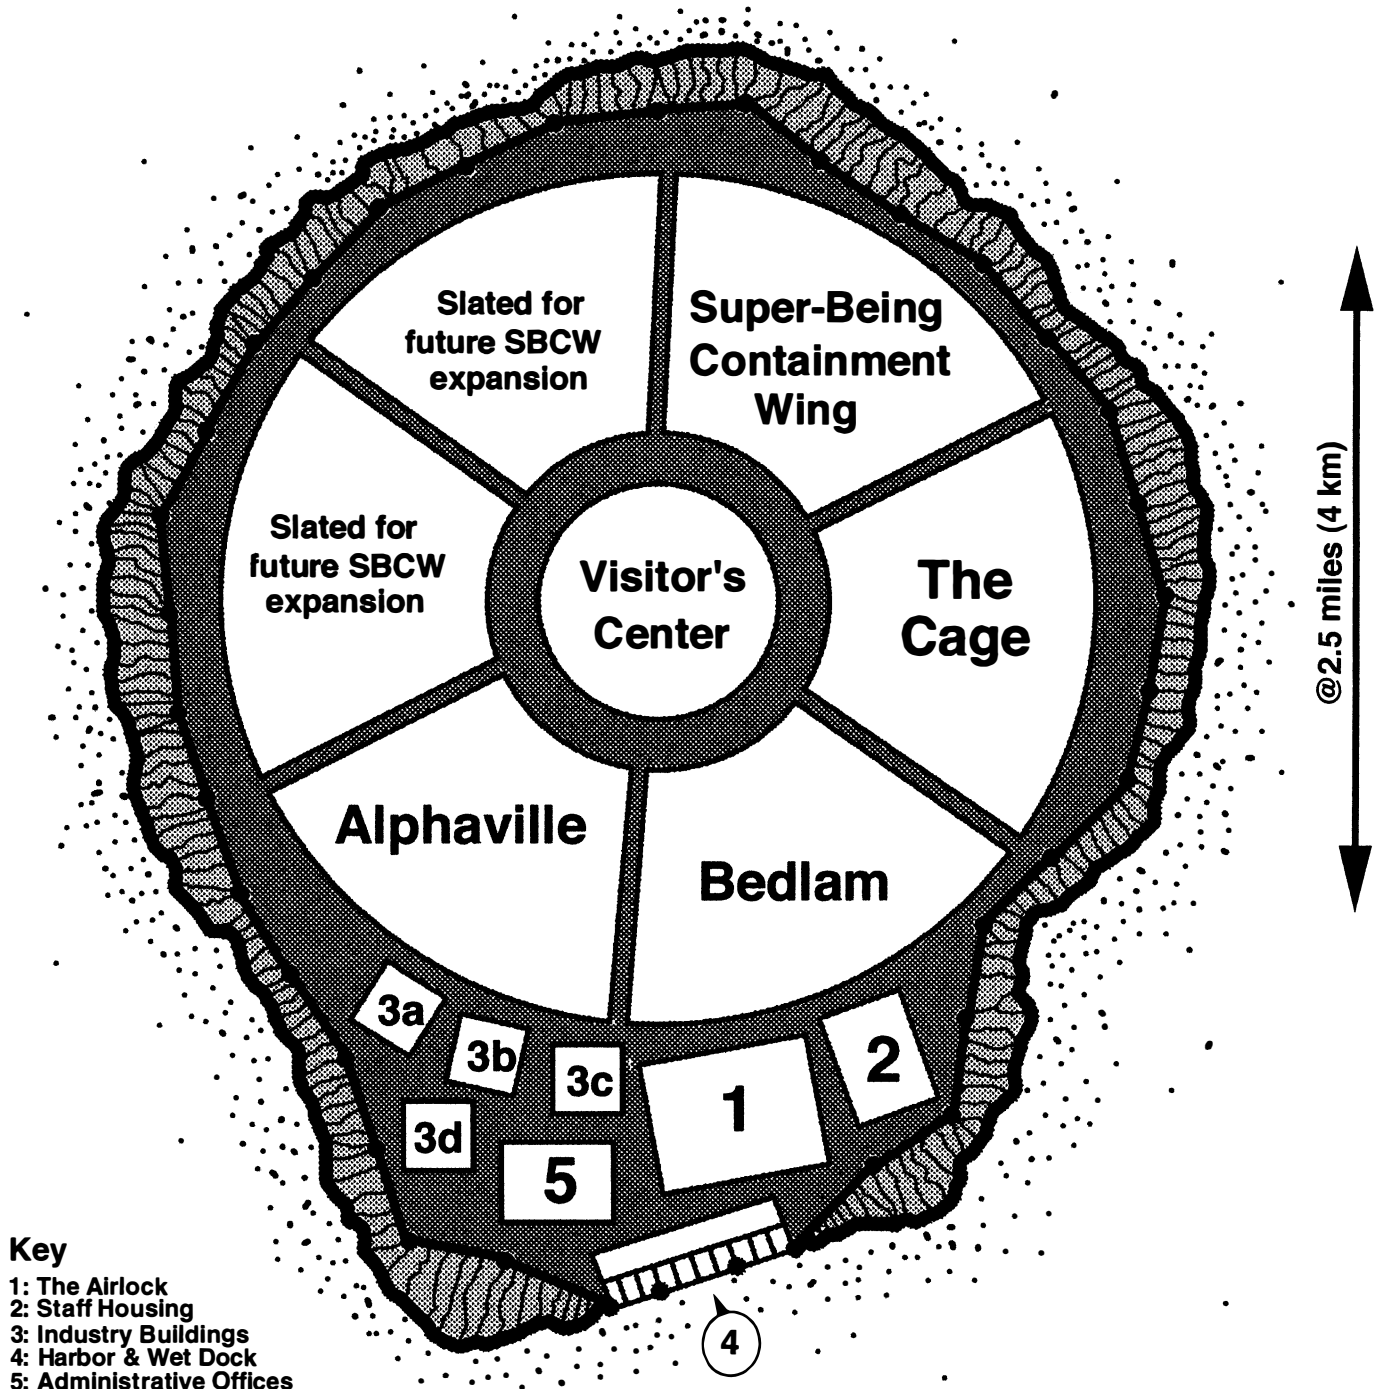 Slated for
future SBCW
expansion
Super-Being
Containment
Wing
Slated for
future SBCW
expansion
Visitor's
Center
The
Cage
@2.5 miles (4 km)
Alphaville
Bedlam
3a
3b
3c
3d
1
2
5
4
Key
1: The Airlock
2: Staff Housing
3: Industry Buildings
4: Harbor & Wet Dock
5: Administrative Offices